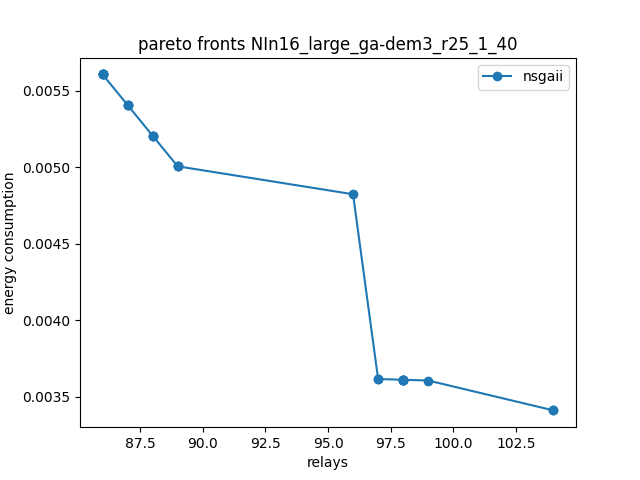 pareto fronts NIn16_large_ga-dem3_r25_1_40
nsgaii
energy consumption
0.0055
0.0050
0.0045
0.0040
0.0035
87.5 90.0 92.5 95.0 97.5 100.0 102.5
relays